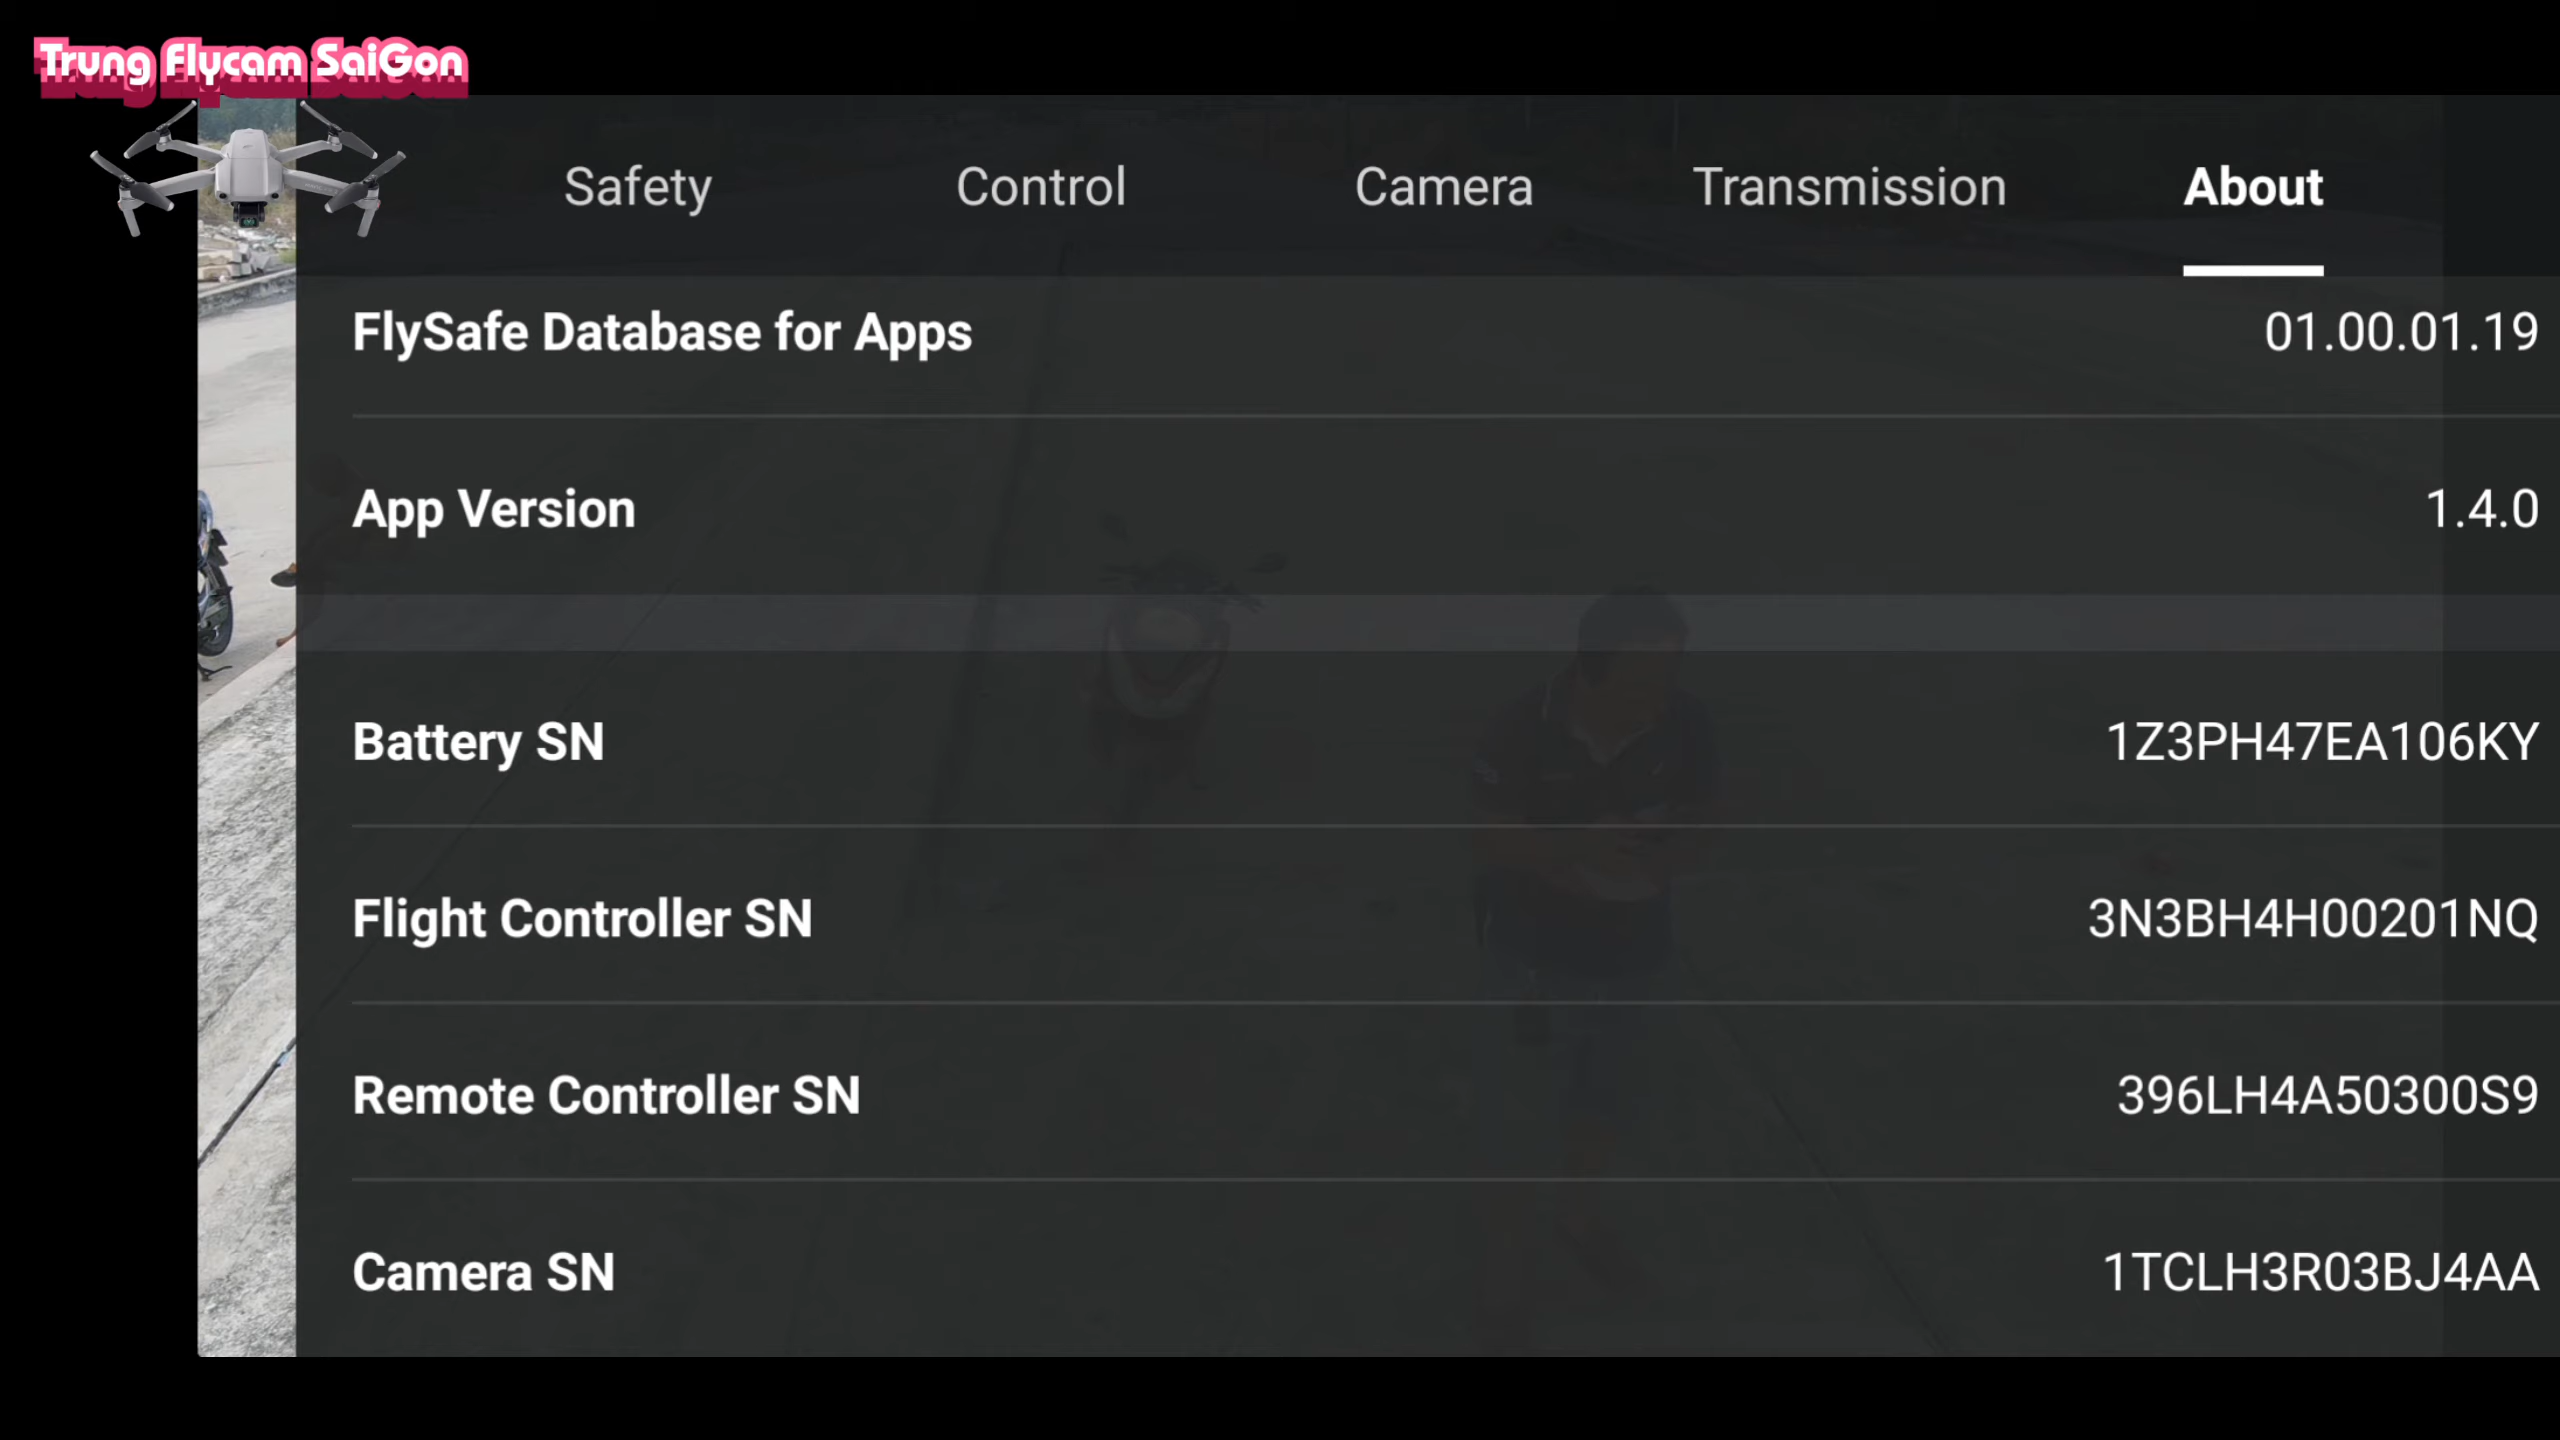 Trung Flycam SaiGon
Safety Control Camera Transmission About
FlySafe Database for Apps 01.00.01.19
App Version 1.4.0
Battery SN 1Z3PH47EA106KY
Flight Controller SN 3N3BH4H00201NQ
Remote Controller SN 396LH4A50300S9
Camera SN 1TCLH3R03BJ4AA